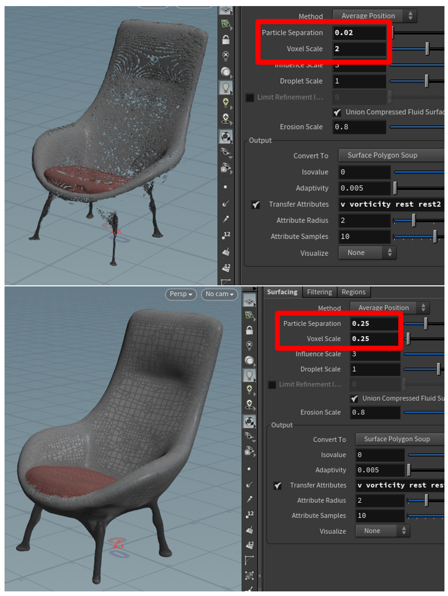 Method Average Position
Particle Separation 0.02
Voxel Scale 2
Droplet Scale 1
Limit Refinement I...
Union Compressed Fluid Surfac
Erosion Scale 0.8
Output
Convert To Surface Polygon Soup
Isovalue 0
Adaptivity 0.005
Transfer Attributes v vorticity rest rest2
Attribute Radius 2
Attribute Samples 10
Visualize None
12
Persp No cam
Surfacing Filtering Regions
Method Average Position
Particle Separation 0.25
Voxel Scale 0.25
Influence Scale 3
Droplet Scale 1
Limit Refinement I...
Union Compressed Fluid Su
Erosion Scale 0.8
Output
Convert To Surface Polygon Soup
Isovalue 0
Adaptivity 0.005
Transfer Attributes v vorticity rest res
Attribute Radius 2
Attribute Samples 10
Visualize None
12